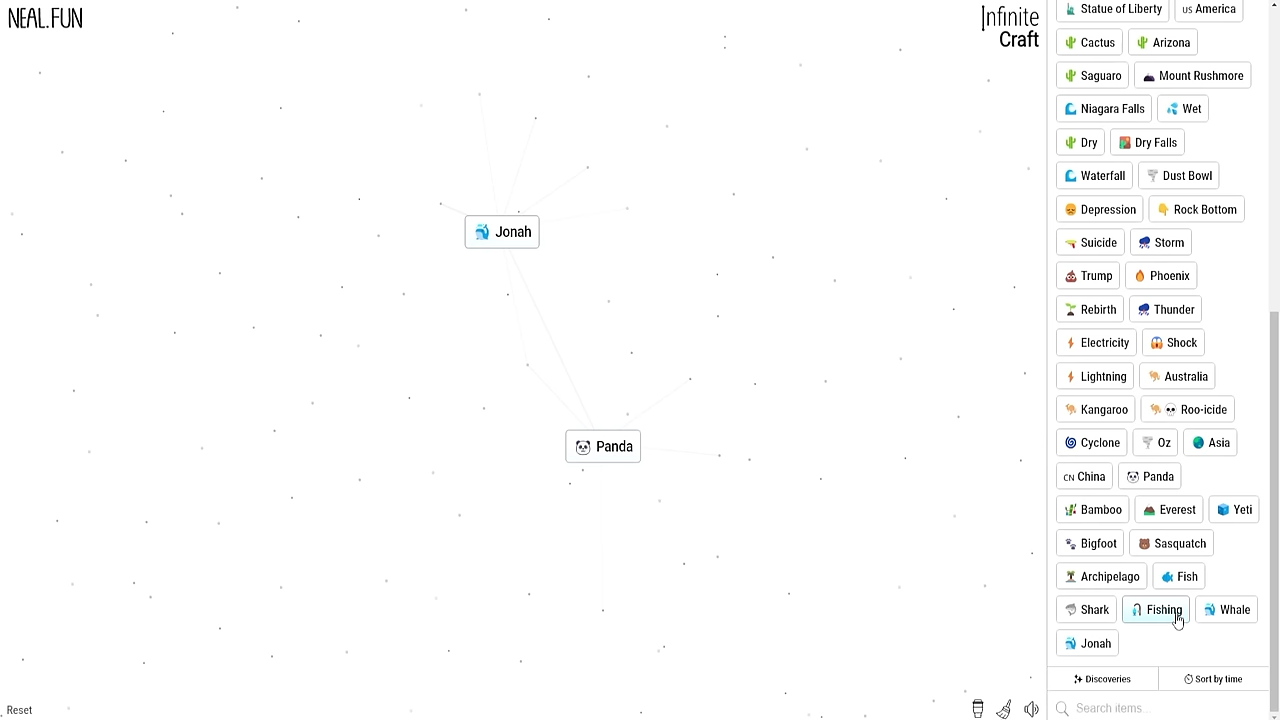 NEAL.FUN
Infinite
Craft
Jonah
Panda
Reset
Statue of Liberty
US America
Cactus
Arizona
Saguaro
Mount Rushmore
Niagara Falls
Wet
Dry
Dry Falls
Waterfall
Dust Bowl
Depression
Rock Bottom
Suicide
Storm
Trump
Phoenix
Rebirth
Thunder
Electricity
Shock
Lightning
Australia
Kangaroo
Roo-icide
Cyclone
Oz
Asia
CN China
Panda
Bamboo
Everest
Yeti
Bigfoot
Sasquatch
Archipelago
Fish
Shark
Fishing
Whale
Jonah
Discoveries
Sort by time
Search items...